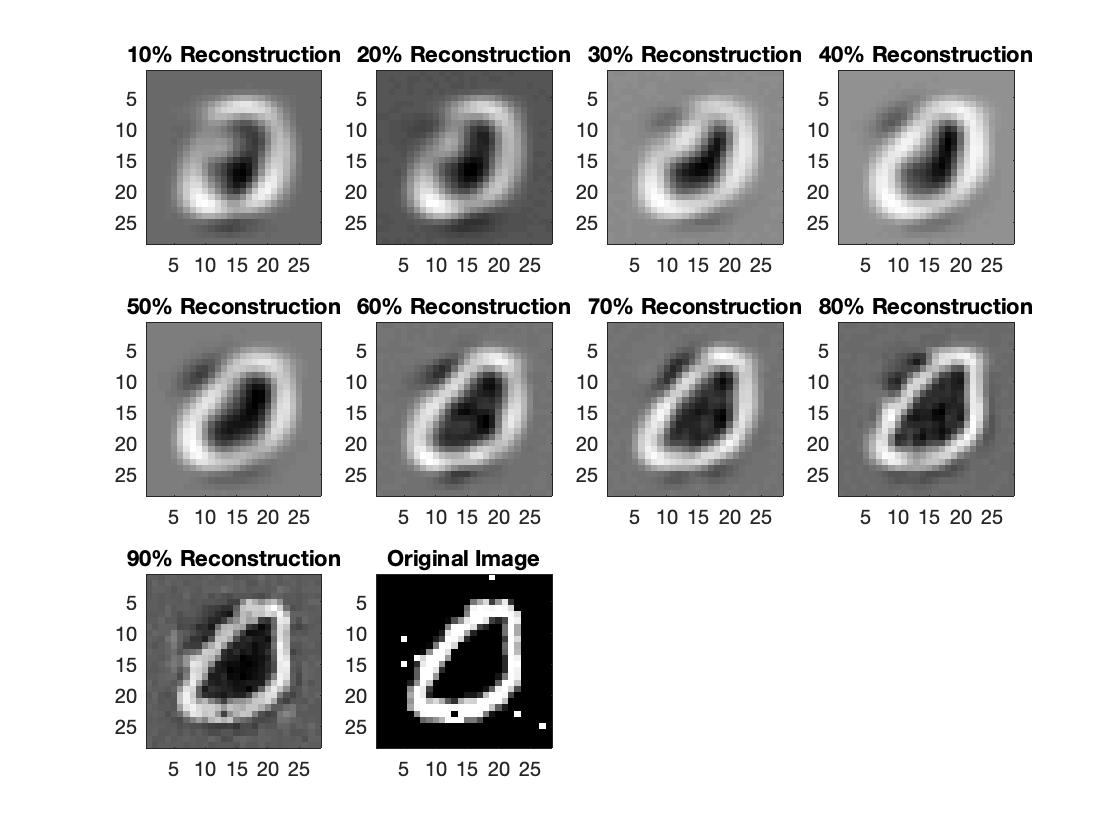 10% Reconstruction 20% Reconstruction 30% Reconstruction 40% Reconstruction
5 5 5 5
10 10 10 10
15 15 15 15
20 20 20 20
25 25 25 25
5 10 15 20 25 5 10 15 20 25 5 10 15 20 25 5 10 15 20 25
50% Reconstruction 60% Reconstruction 70% Reconstruction 80% Reconstruction
5 5 5 5
10 10 10 10
15 15 15 15
20 20 20 20
25 25 25 25
5 10 15 20 25 5 10 15 20 25 5 10 15 20 25 5 10 15 20 25
90% Reconstruction Original Image
5 5
10 10
15 15
20 20
25 25
5 10 15 20 25 5 10 15 20 25